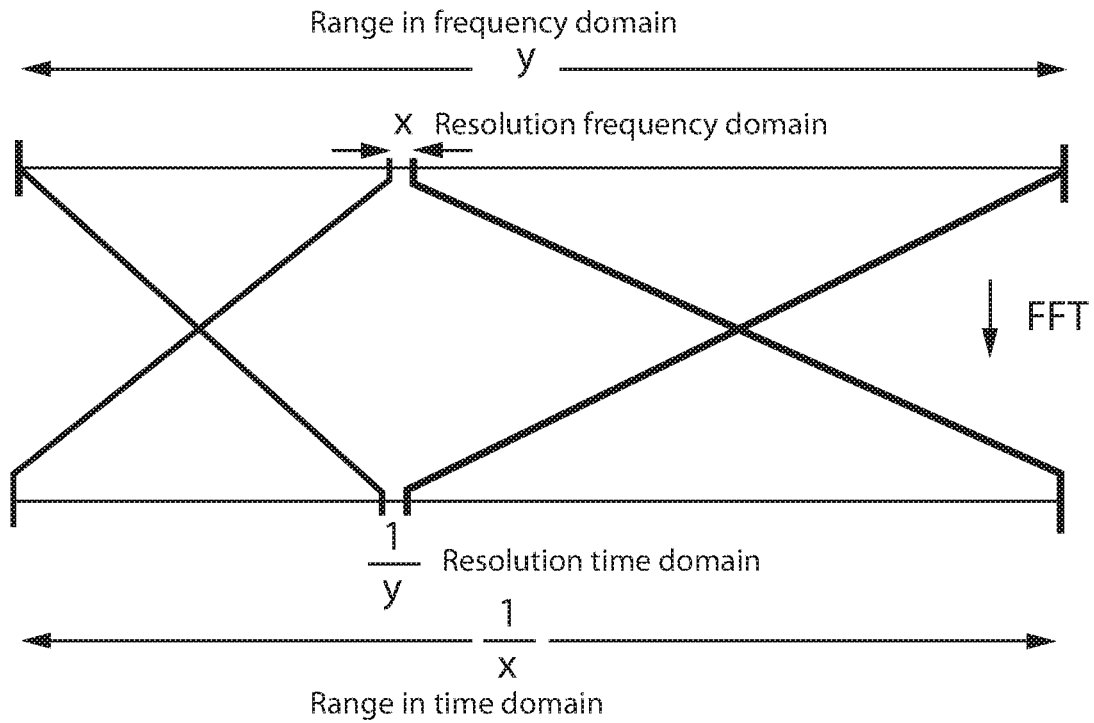 Range in frequency domain
y
x Resolution frequency domain
FFT
1
y
Resolution time domain
1
x
Range in time domain